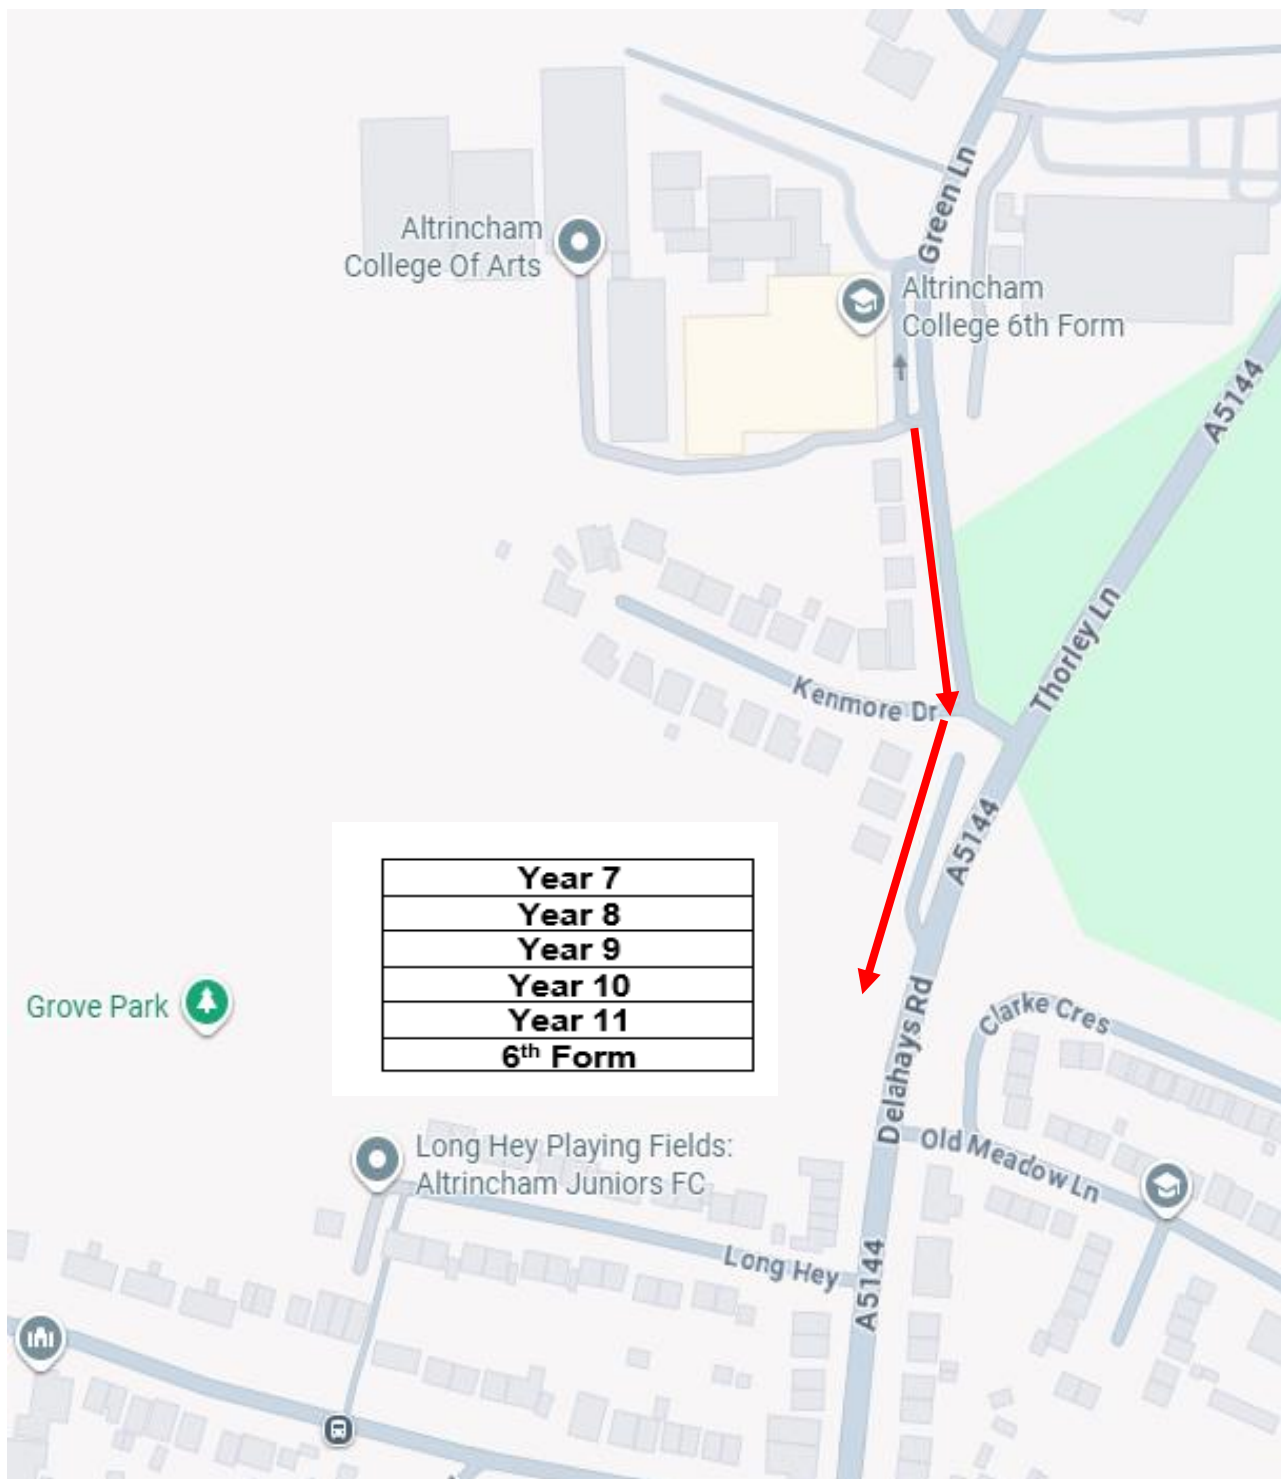 Green Ln
Altrincham
College Of Arts
Altrincham
College 6th Form
A5144
Thorley Ln
Kenmore Dr
A5144
Year 7
Year 8
Year 9
Year 10
Year 11
6th Form
Grove Park
Delahays Rd
Clarke Cres
Old Meadow Ln
Long Hey Playing Fields:
Altrincham Juniors FC
Long Hey
A5144